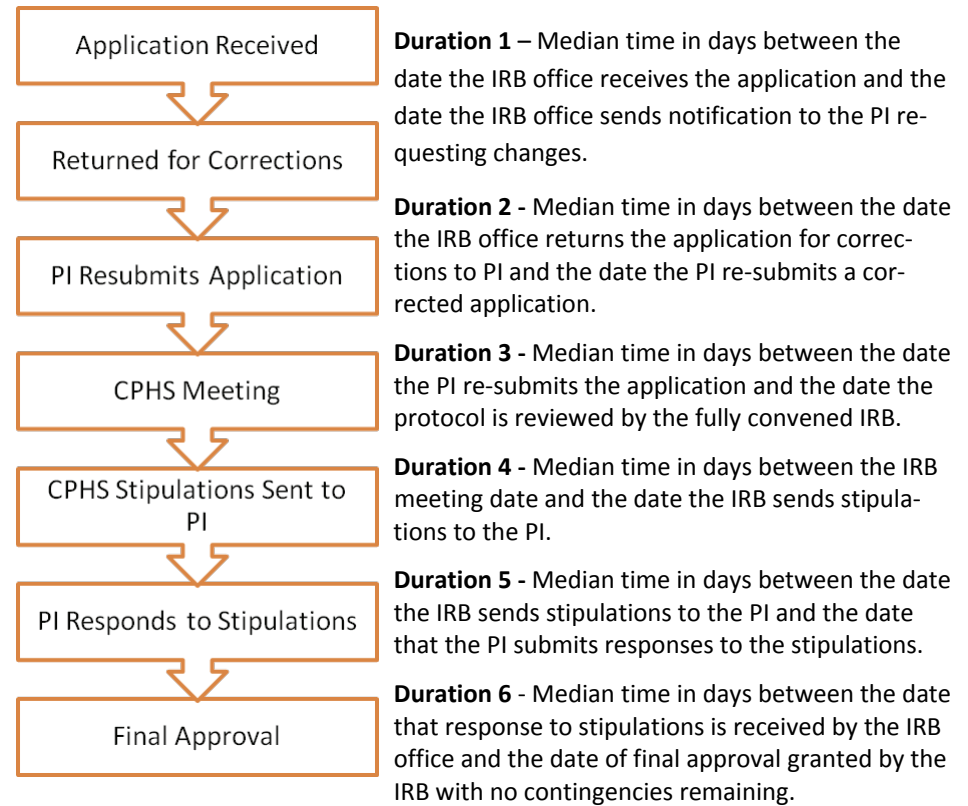 Application Received
Duration 1 – Median time in days between the
date the IRB office receives the application and the
date the IRB office sends notification to the PI re-
questing changes.
Returned for Corrections
Duration 2 - Median time in days between the date
the IRB office returns the application for correc-
tions to PI and the date the PI re-submits a cor-
rected application.
PI Resubmits Application
Duration 3 - Median time in days between the date
the PI re-submits the application and the date the
protocol is reviewed by the fully convened IRB.
CPHS Meeting
Duration 4 - Median time in days between the IRB
meeting date and the date the IRB sends stipula-
tions to the PI.
CPHS Stipulations Sent to
PI
Duration 5 - Median time in days between the date
the IRB sends stipulations to the PI and the date
that the PI submits responses to the stipulations.
PI Responds to Stipulations
Duration 6 - Median time in days between the date
that response to stipulations is received by the IRB
office and the date of final approval granted by the
IRB with no contingencies remaining.
Final Approval